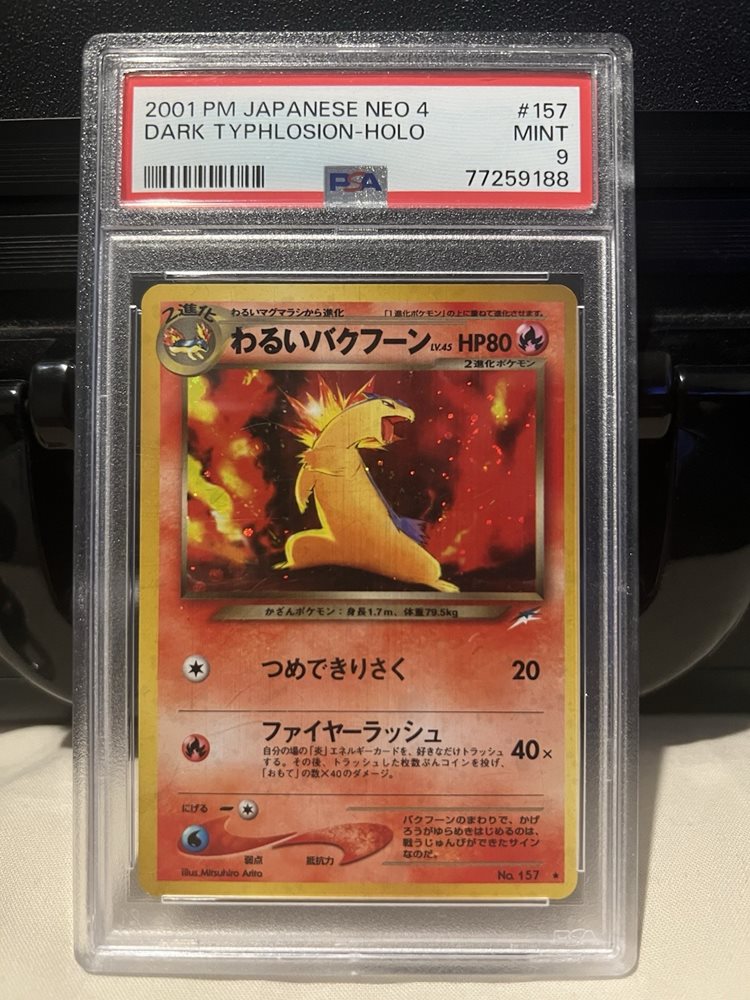 2001 PM JAPANESE NEO 4 #157
DARK TYPHLOSION-HOLO MINT
9
PSA 77259188
2進化
わるいマグマラシから進化 「1進化ポケモン」の上に重ねて進化させます。
わるいバクフーン LV.45 HP80
2進化ポケモン
かざんポケモン:身長1.7m、体重79.5kg
つめできりさく 20
ファイヤーラッシュ
自分の場の「炎」エネルギーカードを、好きなだけトラッシュ
する。その後、トラッシュした枚数ぶんコインを投げ、
「おもて」の数×40のダメージ。
40×
にげる
弱点 抵抗力
バクフーンのまわりで、かげ
ろうがゆらめきはじめるのは、
戦うじゅんびができたサイン
なのだ。
Illus.Mitsuhiro Arita No. 157 ★
PSA